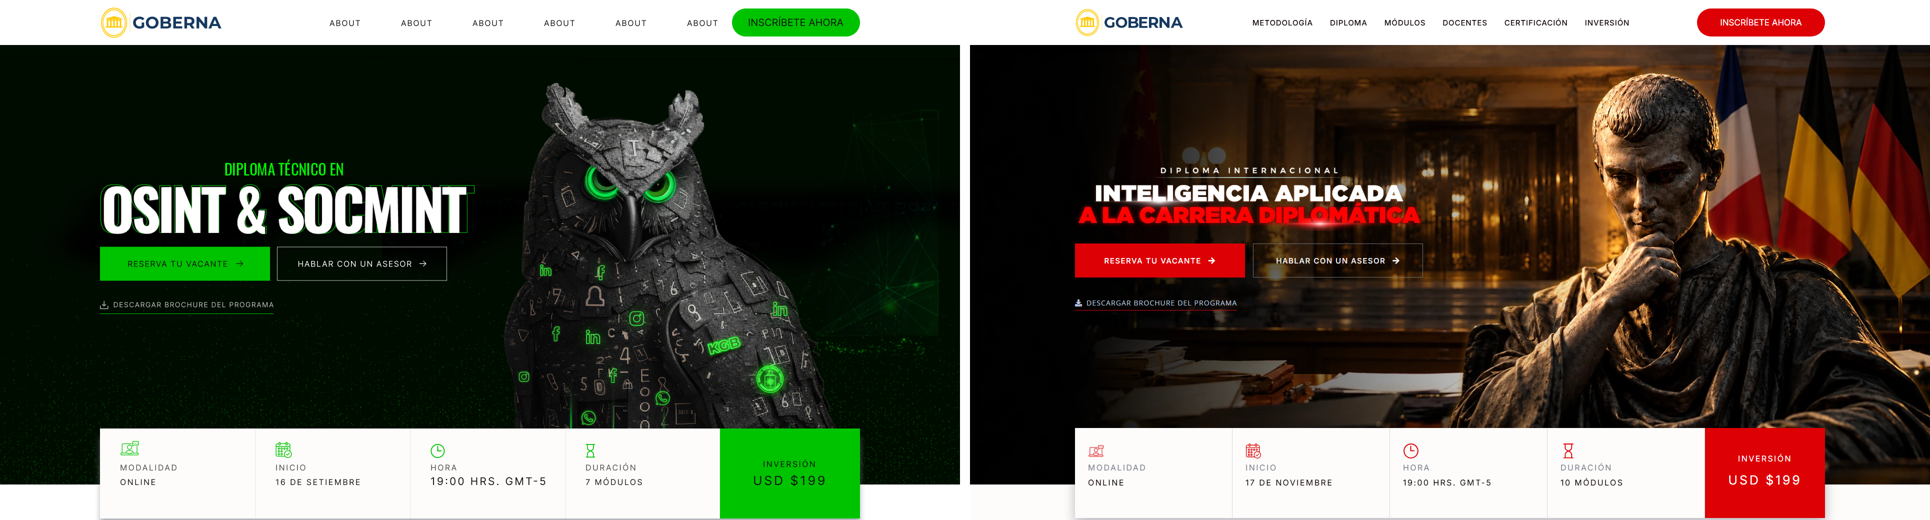 GOBERNA
ABOUT ABOUT ABOUT ABOUT ABOUT ABOUT
INSCRÍBETE AHORA
DIPLOMA TÉCNICO EN
OSINT & SOCMINT
RESERVA TU VACANTE →
HABLAR CON UN ASESOR →
DESCARGAR BROCHURE DEL PROGRAMA
KGB
MODALIDAD
ONLINE
INICIO
16 DE SETIEMBRE
HORA
19:00 HRS. GMT-5
DURACIÓN
7 MÓDULOS
INVERSIÓN
USD $199
GOBERNA
METODOLOGÍA DIPLOMA MÓDULOS DOCENTES CERTIFICACIÓN INVERSIÓN
INSCRÍBETE AHORA
DIPLOMA INTERNACIONAL
INTELIGENCIA APLICADA
A LA CARRERA DIPLOMÁTICA
RESERVA TU VACANTE →
HABLAR CON UN ASESOR →
DESCARGAR BROCHURE DEL PROGRAMA
MODALIDAD
ONLINE
INICIO
17 DE NOVIEMBRE
HORA
19:00 HRS. GMT-5
DURACIÓN
10 MÓDULOS
INVERSIÓN
USD $199